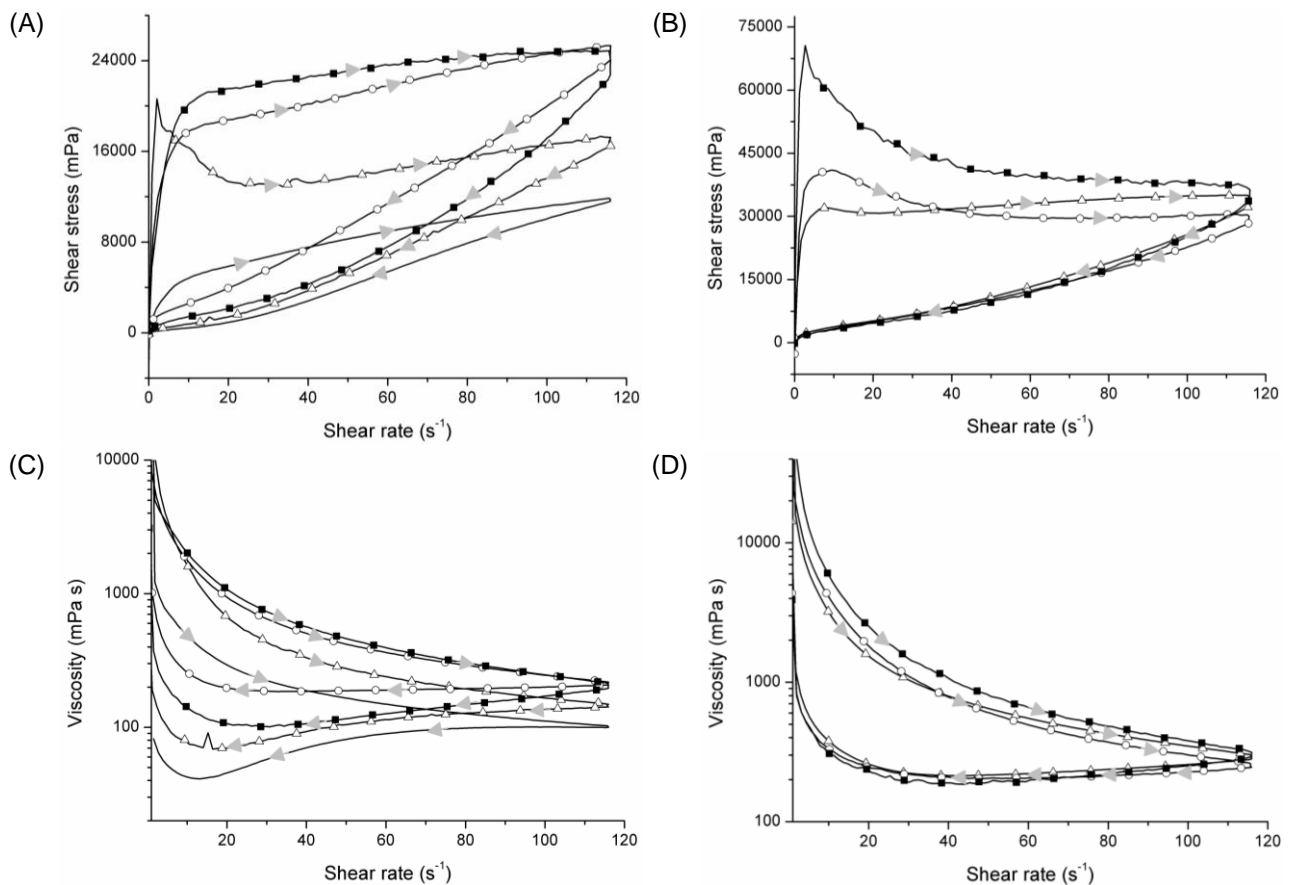 (A)
24000
16000
8000
0
Shear stress (mPa)
0 20 40 60 80 100 120
Shear rate (s⁻¹)
(B)
75000
60000
45000
30000
15000
0
Shear stress (mPa)
0 20 40 60 80 100 120
Shear rate (s⁻¹)
(C)
10000
1000
100
Viscosity (mPa s)
20 40 60 80 100 120
Shear rate (s⁻¹)
(D)
10000
1000
100
Viscosity (mPa s)
20 40 60 80 100 120
Shear rate (s⁻¹)